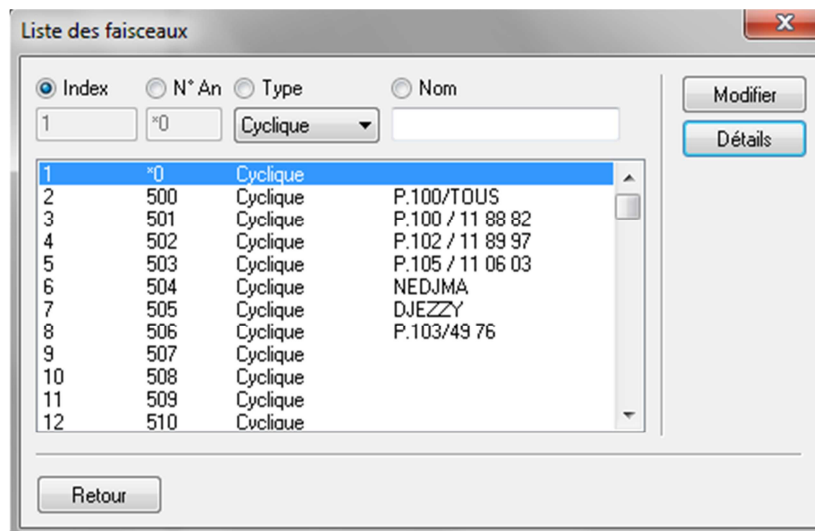 Liste des faisceaux
Index N° An Type Nom
1 *0 Cyclique
Modifier
Détails
1 *0 Cyclique
2 500 Cyclique P.100/TOUS
3 501 Cyclique P.100 / 11 88 82
4 502 Cyclique P.102 / 11 89 97
5 503 Cyclique P.105 / 11 06 03
6 504 Cyclique NEDJMA
7 505 Cyclique DJEZZY
8 506 Cyclique P.103/49 76
9 507 Cyclique
10 508 Cyclique
11 509 Cyclique
12 510 Cyclique
Retour